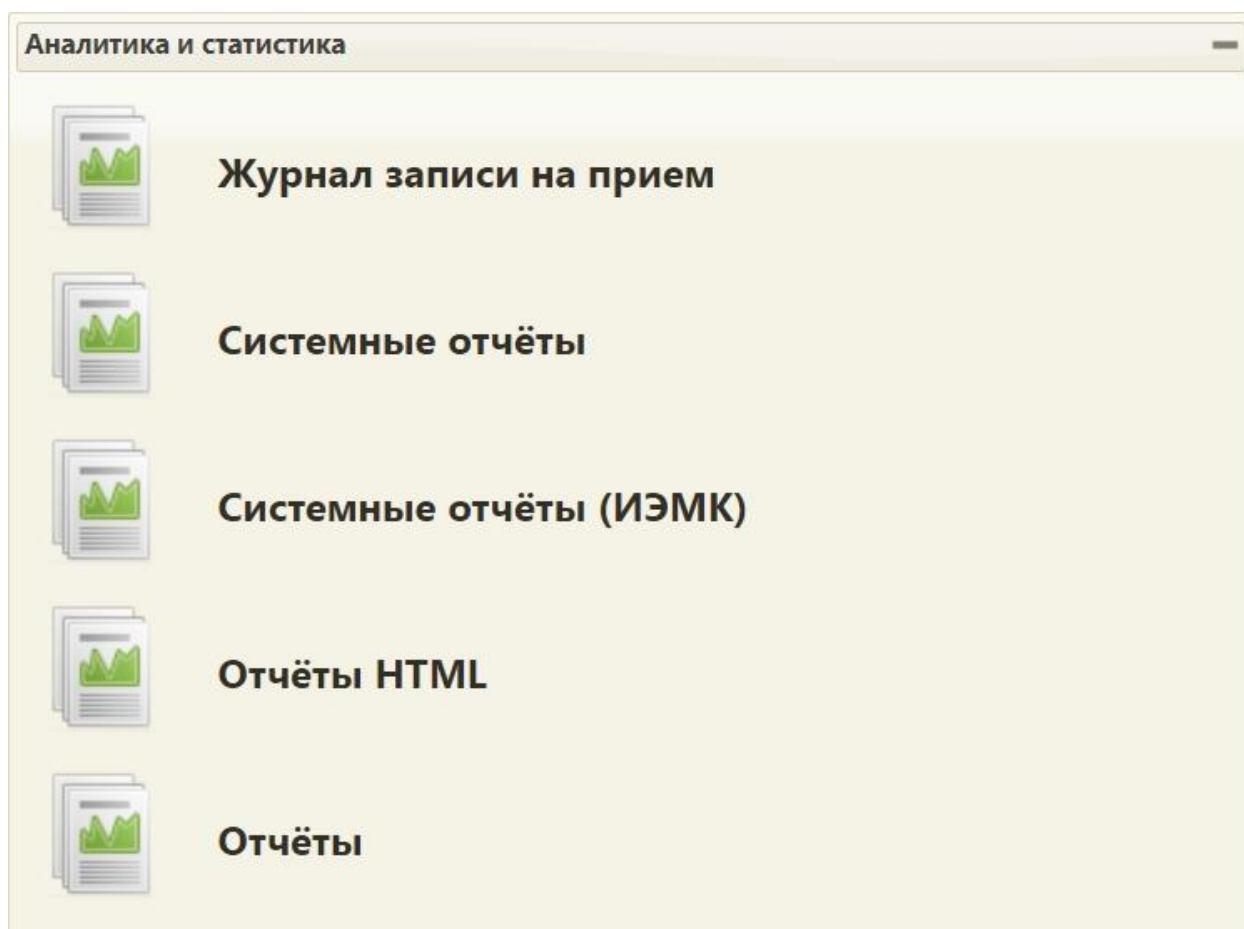 Аналитика и статистика
Журнал записи на прием
Системные отчёты
Системные отчёты (ИЭМК)
Отчёты HTML
Отчёты